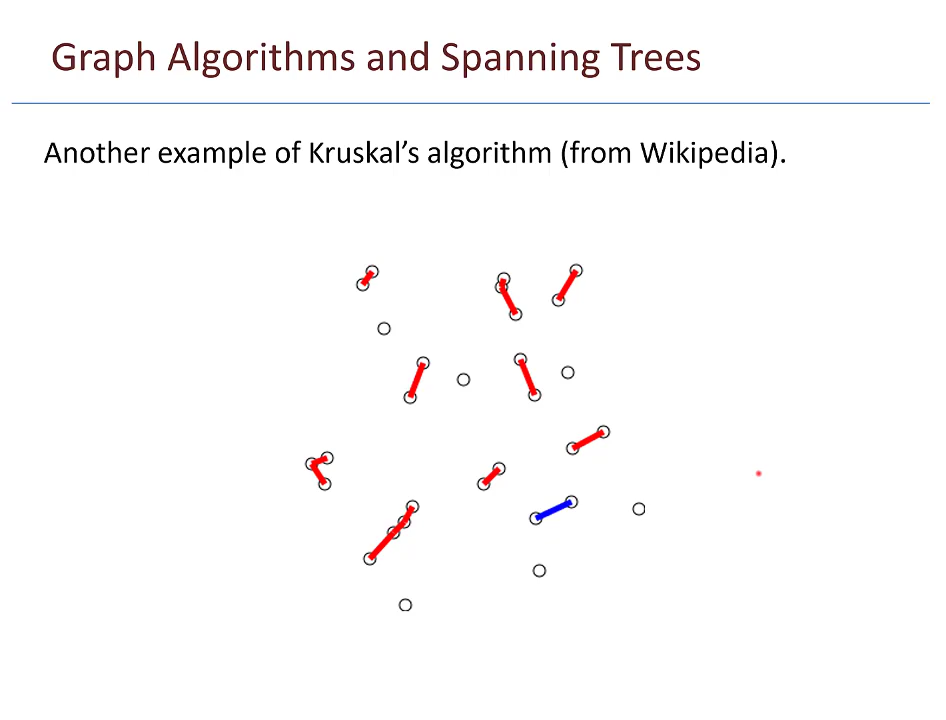 Graph Algorithms and Spanning Trees
Another example of Kruskal’s algorithm (from Wikipedia).